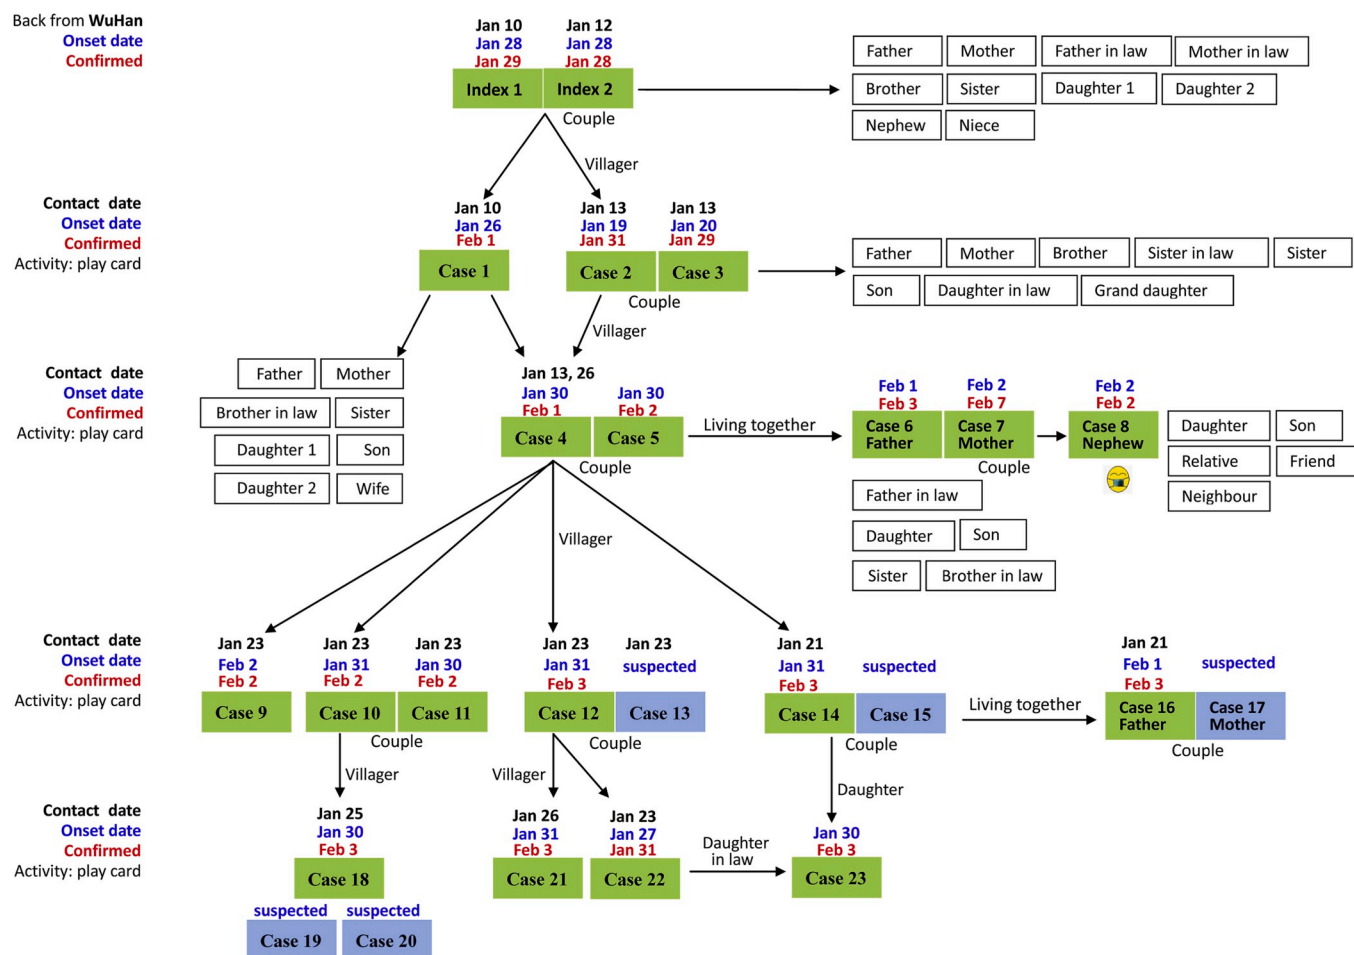 Back from WuHan
Onset date
Confirmed
Jan 10 Jan 12
Jan 28 Jan 28
Jan 29 Jan 28
Index 1 Index 2
Couple
Father Mother Father in law Mother in law
Brother Sister Daughter 1 Daughter 2
Nephew Niece
Villager
Contact date
Onset date
Confirmed
Activity: play card
Jan 10 Jan 13 Jan 13
Jan 26 Jan 19 Jan 20
Feb 1 Jan 31 Jan 29
Case 1 Case 2 Case 3
Couple
Villager
Father Mother Brother Sister in law Sister
Son Daughter in law Grand daughter
Father Mother
Brother in law Sister
Daughter 1 Son
Daughter 2 Wife
Contact date
Onset date
Confirmed
Activity: play card
Jan 13, 26
Jan 30 Jan 30
Feb 1 Feb 2
Case 4 Case 5
Couple
Living together
Feb 1 Feb 2 Feb 2
Feb 3 Feb 7 Feb 2
Case 6 Father Case 7 Mother Case 8 Nephew
Couple
Daughter Son
Relative Friend
Neighbour
Father in law
Daughter Son
Sister Brother in law
Villager
Contact date
Onset date
Confirmed
Activity: play card
Jan 23 Jan 23 Jan 23 Jan 23 Jan 23 Jan 21 Jan 21
Feb 2 Jan 31 Jan 30 Jan 31 suspected Jan 31 suspected Feb 1 suspected
Feb 2 Feb 2 Feb 2 Feb 3 Feb 3 Feb 3
Case 9 Case 10 Case 11 Case 12 Case 13 Case 14 Case 15 Living together Case 16 Father Case 17 Mother
Couple Couple Couple Couple
Villager Villager Daughter
Contact date
Onset date
Confirmed
Activity: play card
Jan 25 Jan 26 Jan 23
Jan 30 Jan 31 Jan 27 Jan 30
Feb 3 Feb 3 Jan 31 Feb 3
Case 18 Case 21 Case 22 Daughter in law Case 23
suspected suspected
Case 19 Case 20